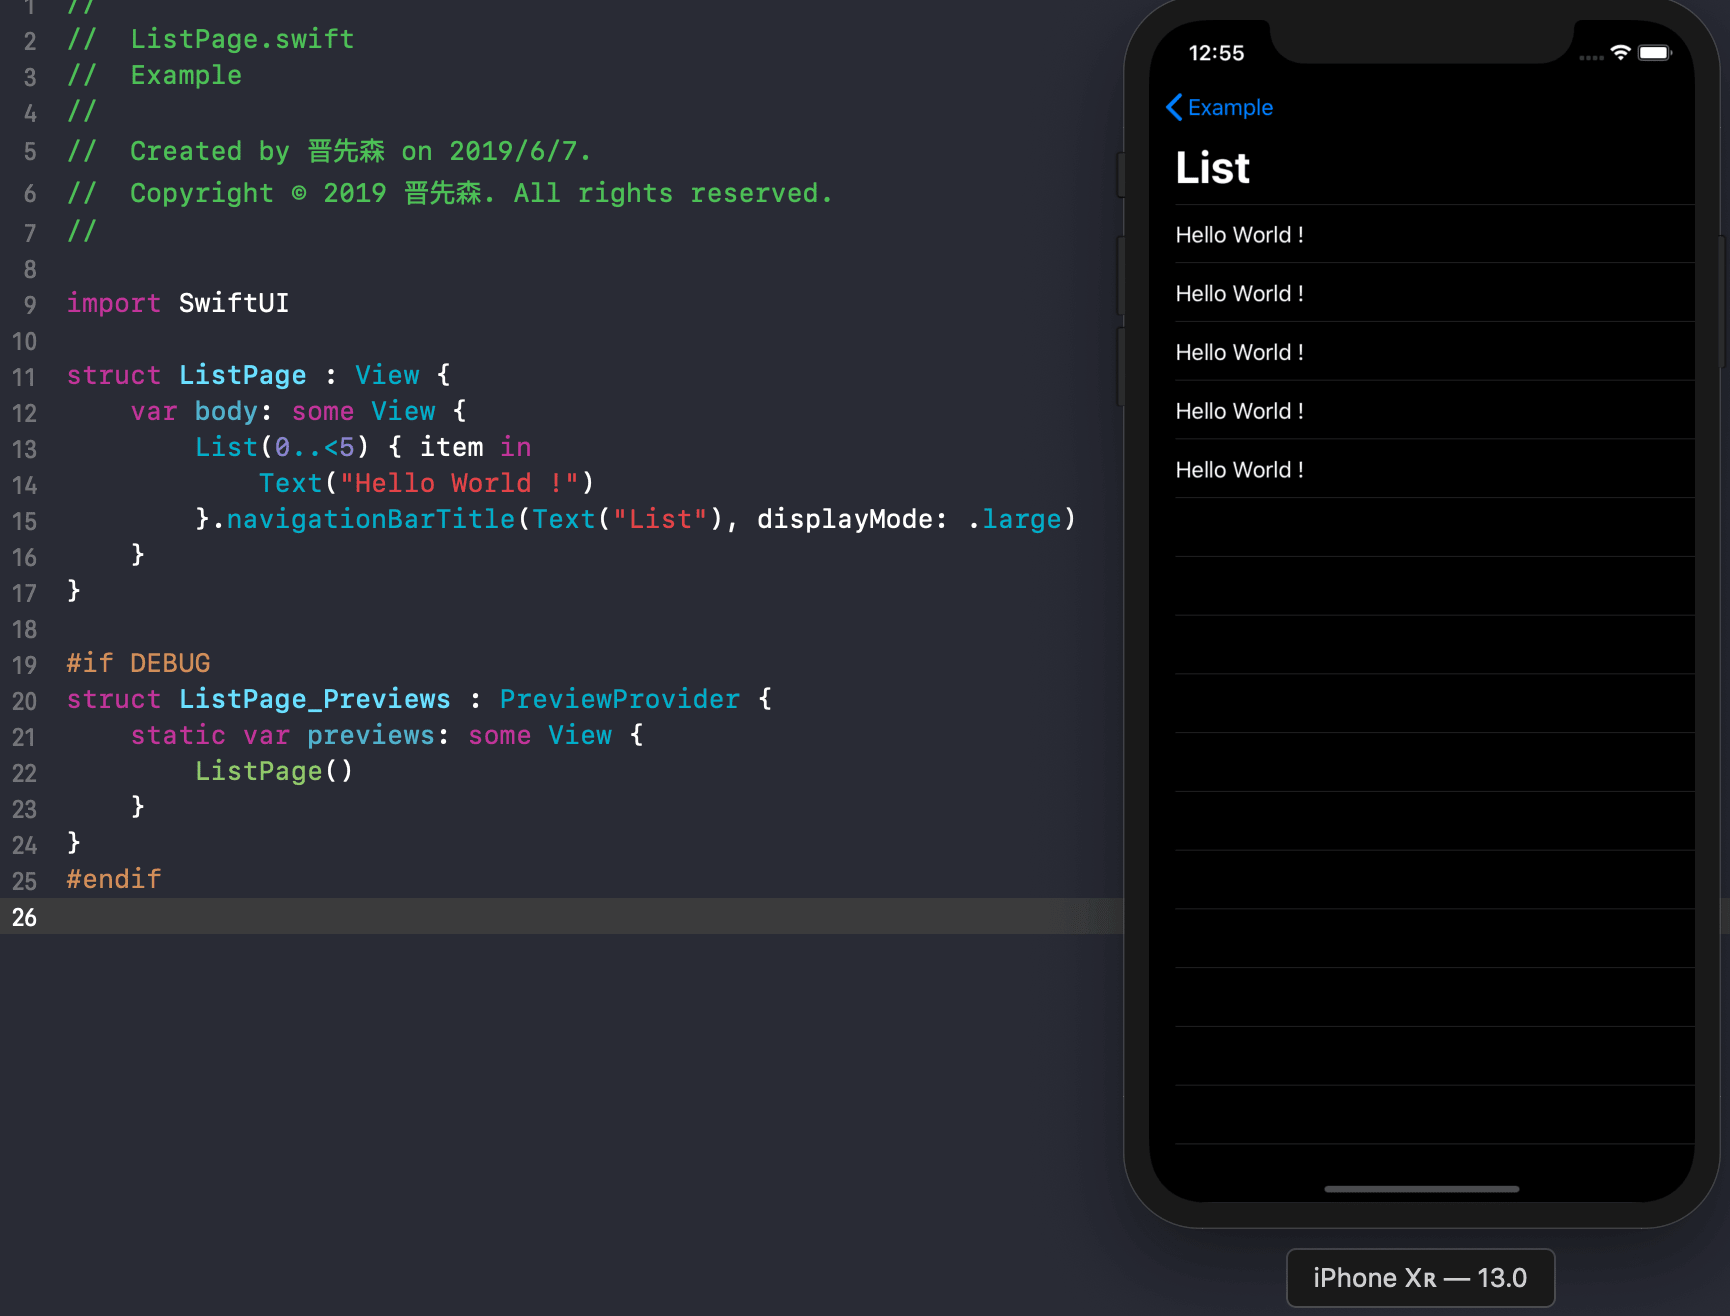 1 //
2 // ListPage.swift
3 // Example
4 //
5 // Created by 晋先森 on 2019/6/7.
6 // Copyright © 2019 晋先森. All rights reserved.
7 //
8
9 import SwiftUI
10
11 struct ListPage : View {
12 var body: some View {
13 List(0..<5) { item in
14 Text("Hello World !")
15 }.navigationBarTitle(Text("List"), displayMode: .large)
16 }
17 }
18
19 #if DEBUG
20 struct ListPage_Previews : PreviewProvider {
21 static var previews: some View {
22 ListPage()
23 }
24 }
25 #endif
26
12:55
Example
List
Hello World !
Hello World !
Hello World !
Hello World !
Hello World !
iPhone Xʀ — 13.0